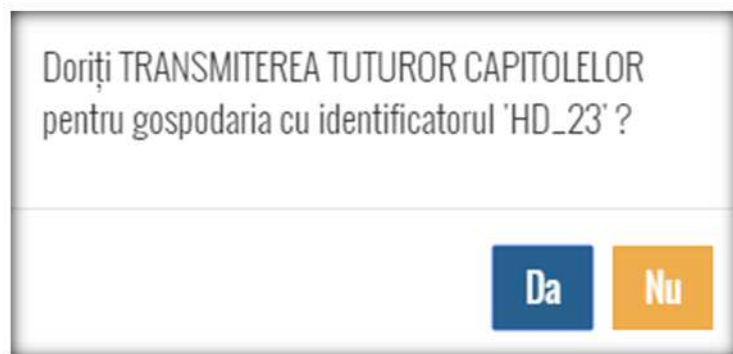 Doriți TRANSMITEREA TUTUROR CAPITOLELOR
pentru gospodaria cu identificatorul 'HD_23' ?
Da Nu